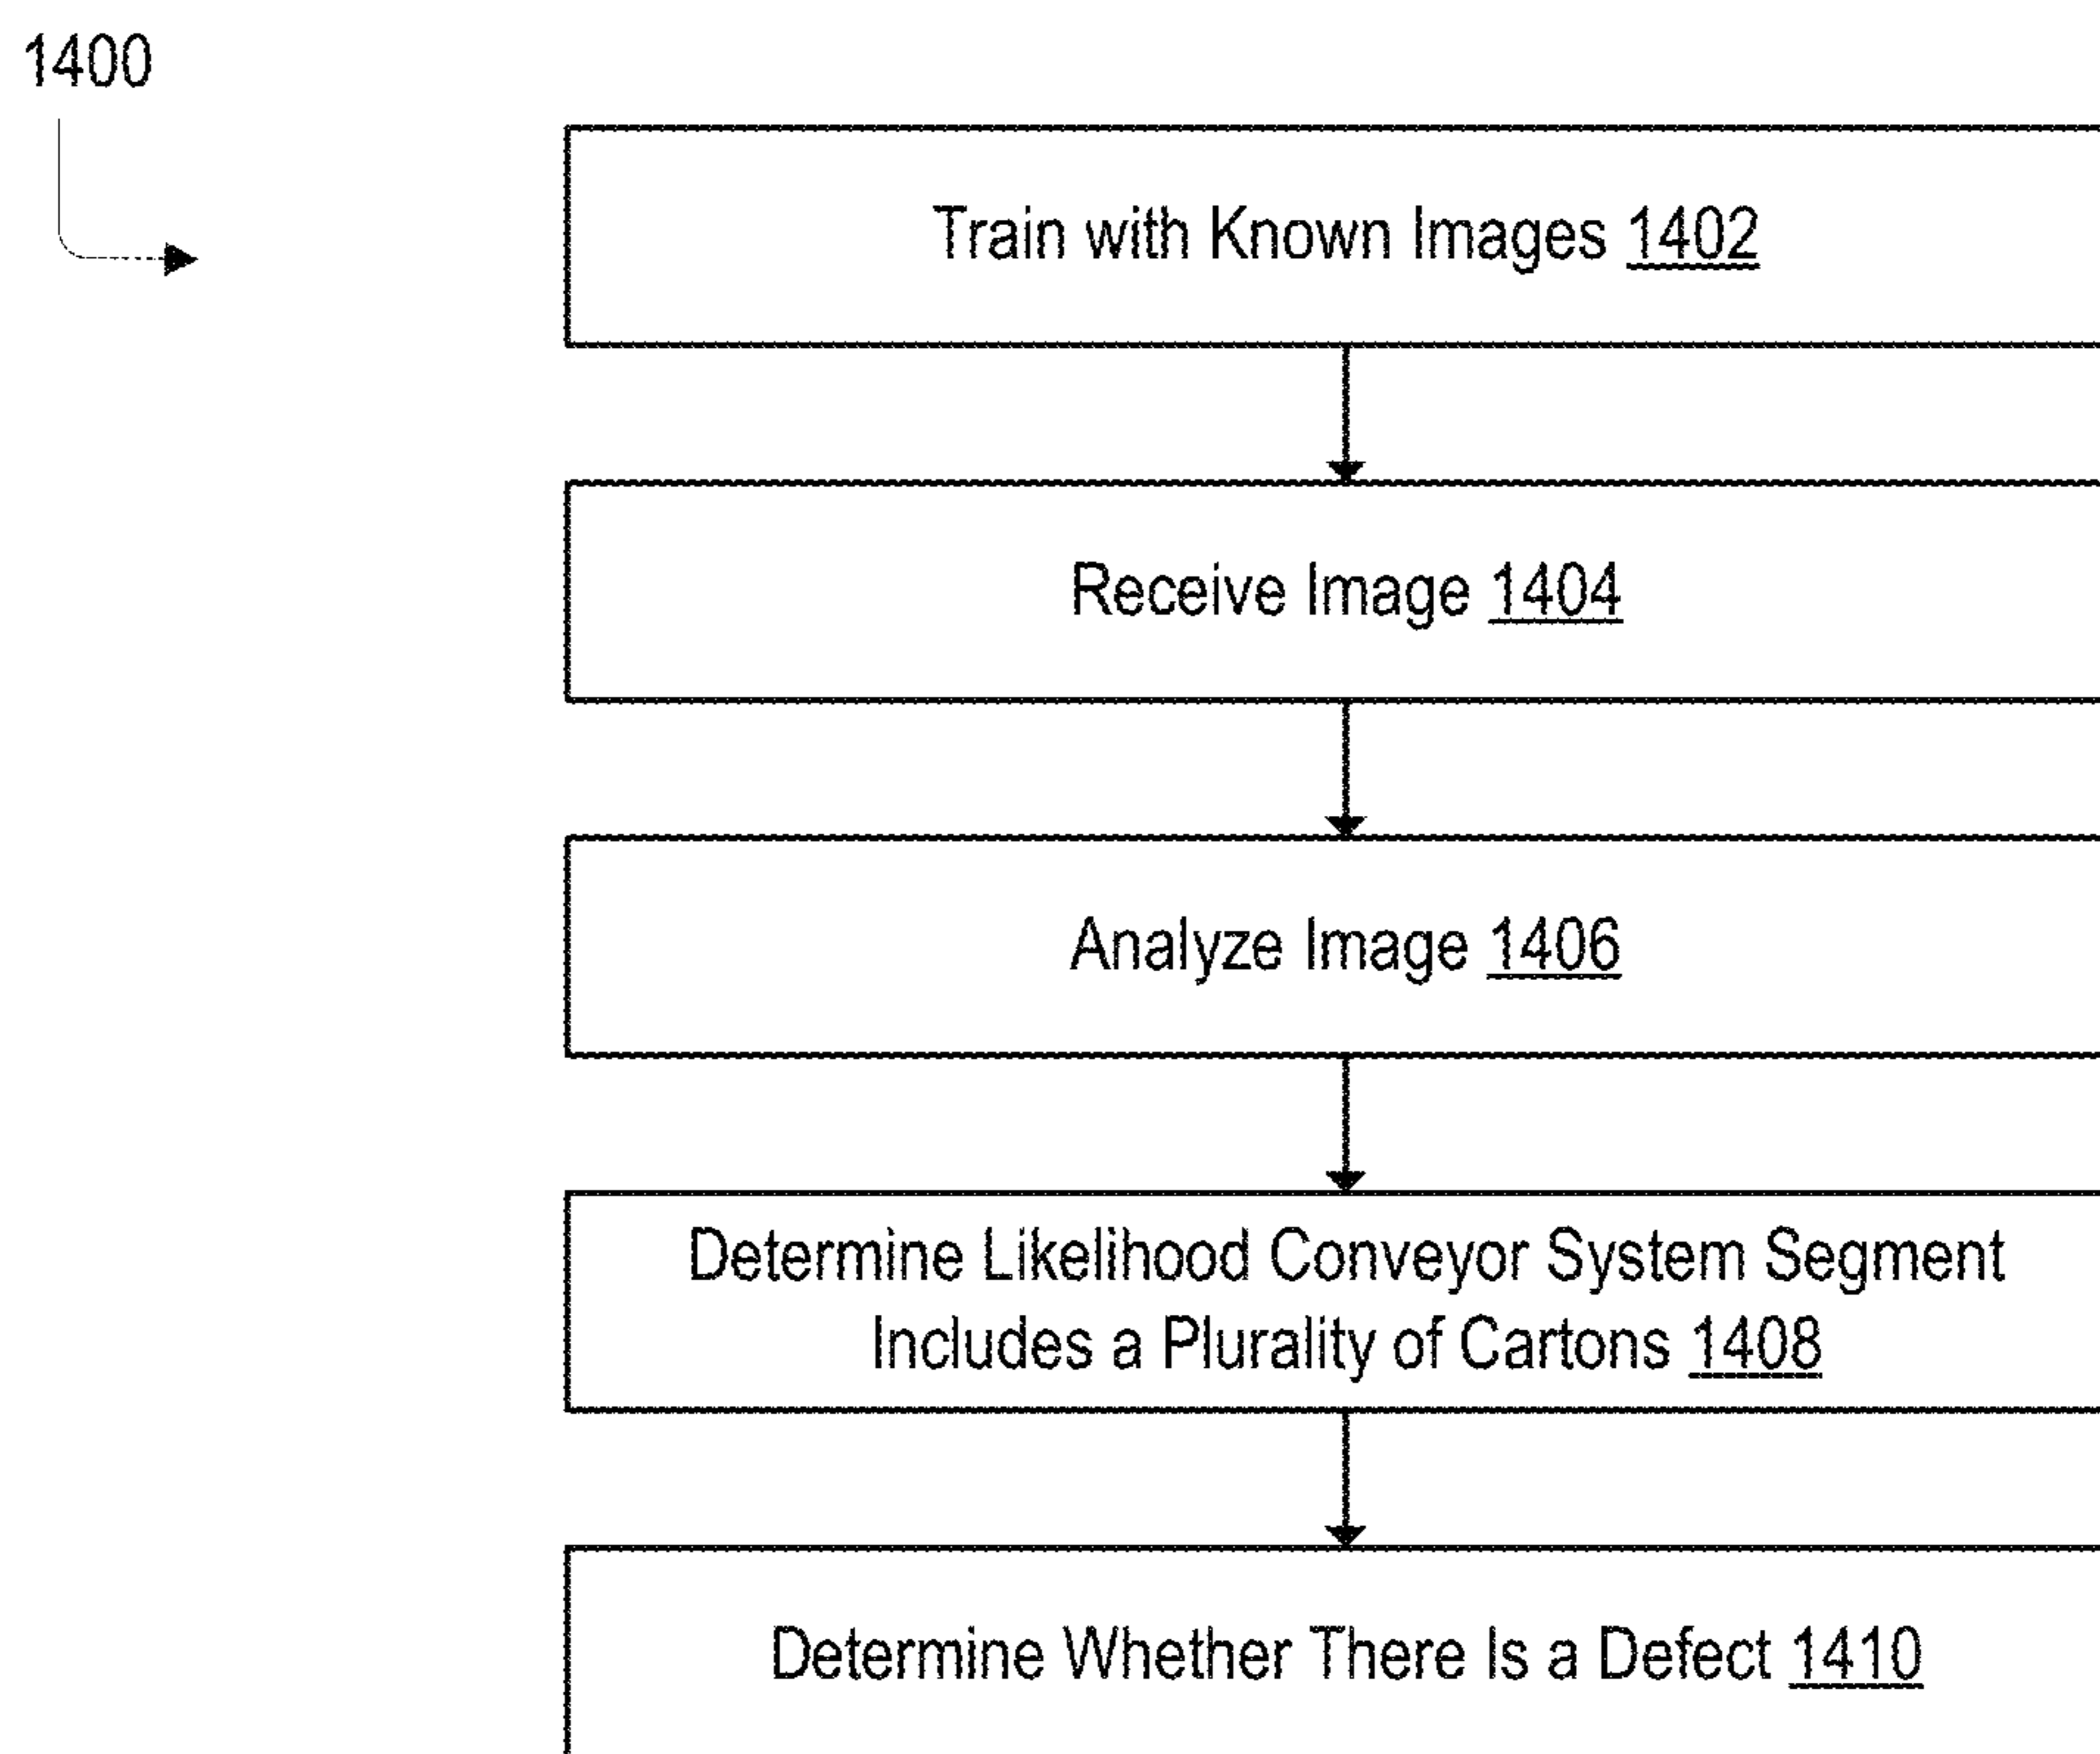 1400
Train with Known Images 1402
Receive Image 1404
Analyze Image 1406
Determine Likelihood Conveyor System Segment
Includes a Plurality of Cartons 1408
Determine Whether There Is a Defect 1410